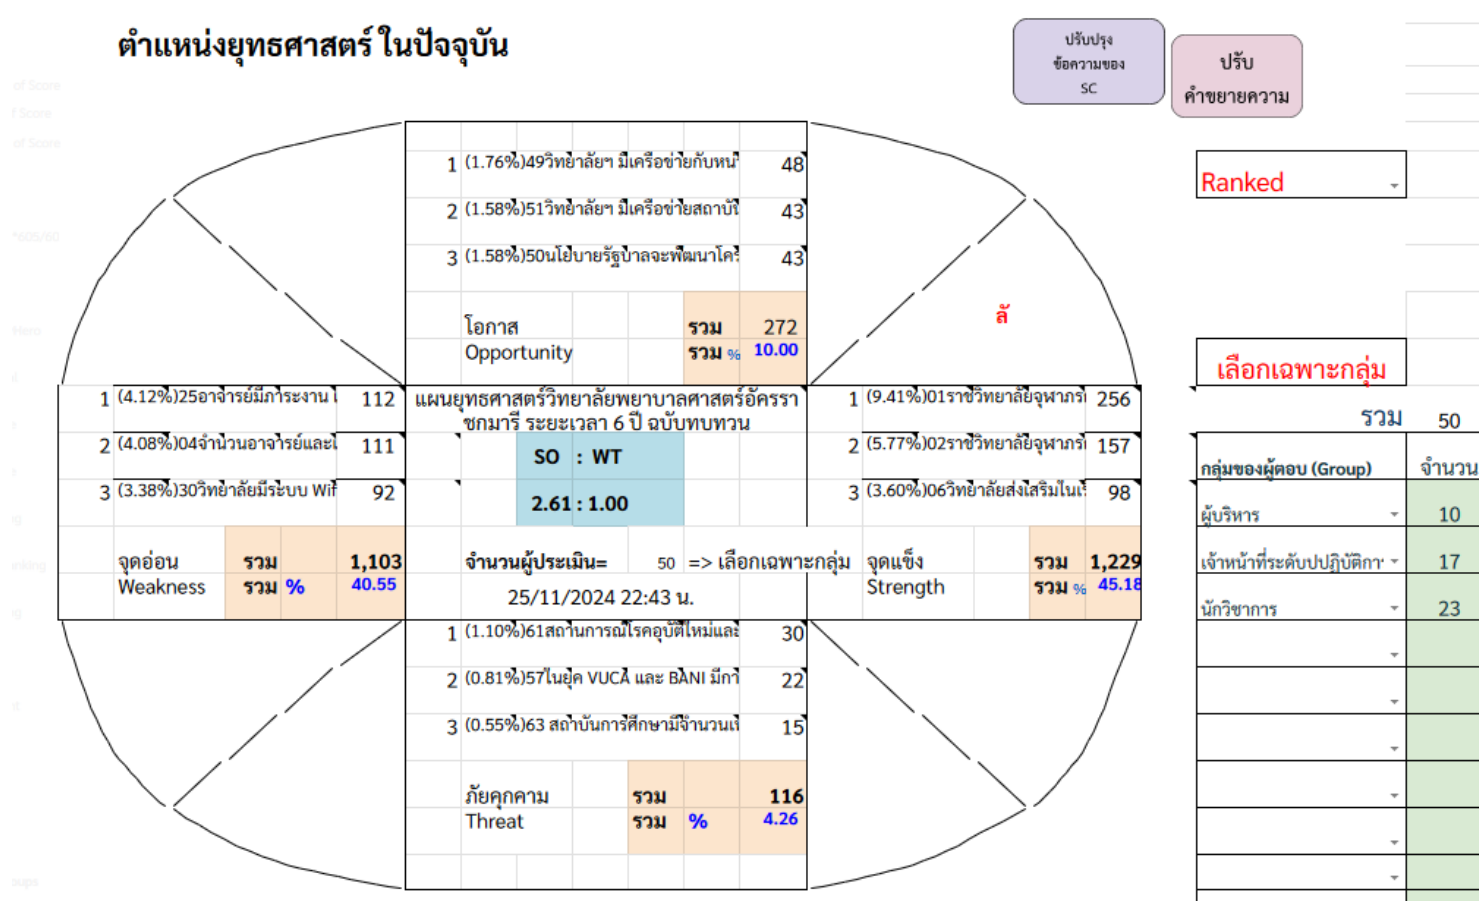 ตำแหน่งยุทธศาสตร์ ในปัจจุบัน
ปรับปรุง
ข้อความของ
SC
ปรับ
คำขยายความ
of Score
f Score
of Score
*605/60
Hero
Ranked
1 (1.76%)49วิทยาลัยฯ มีเครือข่ายกับหน 48
2 (1.58%)51วิทยาลัยฯ มีเครือข่ายสถาบัน 43
3 (1.58%)50นโยบายรัฐบาลจะพัฒนาโคร 43
โอกาส รวม 272
Opportunity รวม % 10.00
ลั
เลือกเฉพาะกลุ่ม
รวม 50
กลุ่มของผู้ตอบ (Group) จำนวน
ผู้บริหาร 10
เจ้าหน้าที่ระดับปฏิบัติกา 17
นักวิชาการ 23
1 (4.12%)25อาจารย์มีภาระงาน 112
2 (4.08%)04จำนวนอาจารย์และ 111
3 (3.38%)30วิทยาลัยมีระบบ Wif 92
จุดอ่อน รวม 1,103
Weakness รวม % 40.55
แผนยุทธศาสตร์วิทยาลัยพยาบาลศาสตร์อัครรา
ชกมารี ระยะเวลา 6 ปี ฉบับทบทวน
SO : WT
2.61 : 1.00
จำนวนผู้ประเมิน= 50 => เลือกเฉพาะกลุ่ม
25/11/2024 22:43 น.
1 (9.41%)01ราชวิทยาลัยจุฬาภร 256
2 (5.77%)02ราชวิทยาลัยจุฬาภร 157
3 (3.60%)06วิทยาลัยส่งเสริมใน 98
จุดแข็ง รวม 1,229
Strength รวม % 45.18
1 (1.10%)61สถานการณ์โรคอุบัติใหม่และ 30
2 (0.81%)57ในยุค VUCA และ BANI มีกา 22
3 (0.55%)63 สถาบันการศึกษามีจำนวนเ 15
ภัยคุกคาม รวม 116
Threat รวม % 4.26